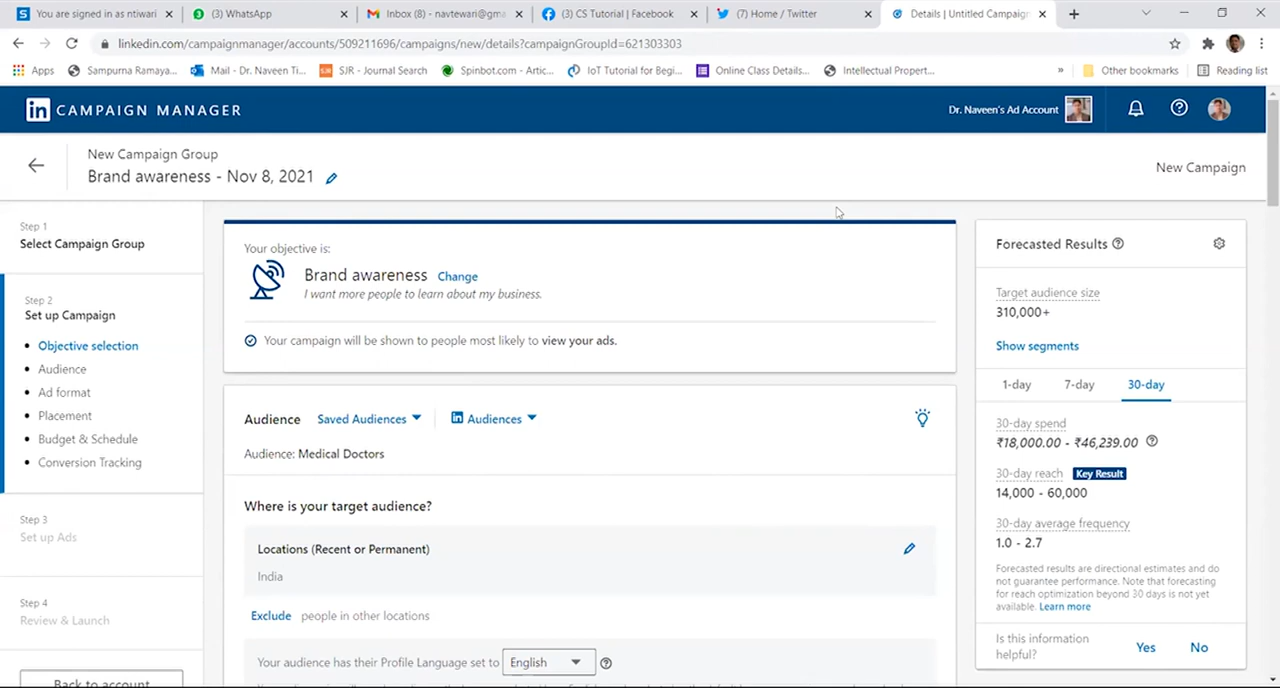 You are signed in as ntiwari
(3) WhatsApp
Inbox (8) - navtewari@gma
(3) CS Tutorial | Facebook
(7) Home / Twitter
Details | Untitled Campaign
linkedin.com/campaignmanager/accounts/509211696/campaigns/new/details?campaignGroupId=621303303
Apps
Sampurna Ramaya...
Mail - Dr. Naveen Ti...
SJR - Journal Search
Spinbot.com - Artic...
IoT Tutorial for Begi...
Online Class Details...
Intellectual Propert...
»
Other bookmarks
Reading list
in CAMPAIGN MANAGER
Dr. Naveen's Ad Account
New Campaign Group
Brand awareness - Nov 8, 2021
New Campaign
Step 1
Select Campaign Group
Step 2
Set up Campaign
Objective selection
Audience
Ad format
Placement
Budget & Schedule
Conversion Tracking
Step 3
Set up Ads
Step 4
Review & Launch
Back to account
Your objective is:
Brand awareness Change
I want more people to learn about my business.
Your campaign will be shown to people most likely to view your ads.
Audience Saved Audiences in Audiences
Audience: Medical Doctors
Where is your target audience?
Locations (Recent or Permanent)
India
Exclude people in other locations
Your audience has their Profile Language set to English
Forecasted Results
Target audience size
310,000+
Show segments
1-day 7-day 30-day
30-day spend
₹18,000.00 - ₹46,239.00
30-day reach Key Result
14,000 - 60,000
30-day average frequency
1.0 - 2.7
Forecasted results are directional estimates and do
not guarantee performance. Note that forecasting
for reach optimization beyond 30 days is not yet
available. Learn more
Is this information
helpful?
Yes No